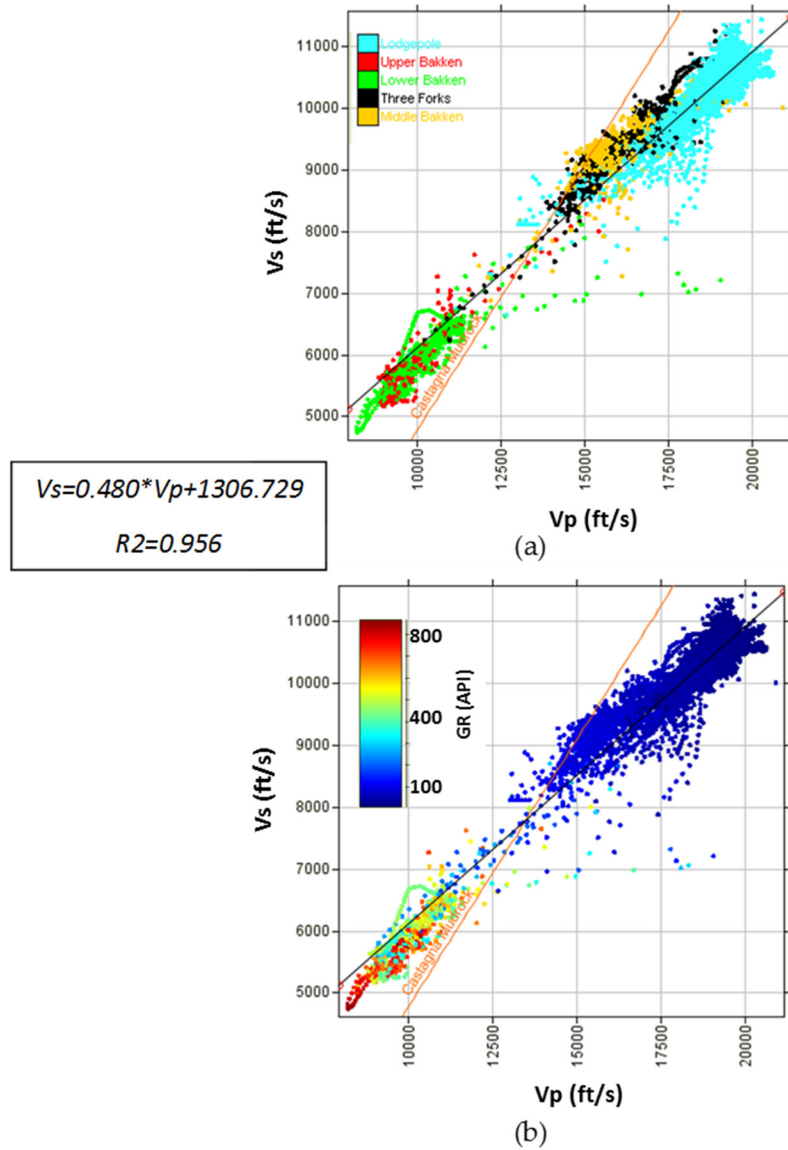 11000
10000
9000
8000
7000
6000
5000
Vs (ft/s)
Lodgepole
Upper Bakken
Lower Bakken
Three Forks
Middle Bakken
Castagna Mudrock
10000
12500
15000
17500
20000
Vp (ft/s)
(a)
Vs=0.480*Vp+1306.729
R2=0.956
11000
10000
9000
8000
7000
6000
5000
Vs (ft/s)
800
400
100
GR (API)
Castagna Mudrock
10000
12500
15000
17500
20000
Vp (ft/s)
(b)